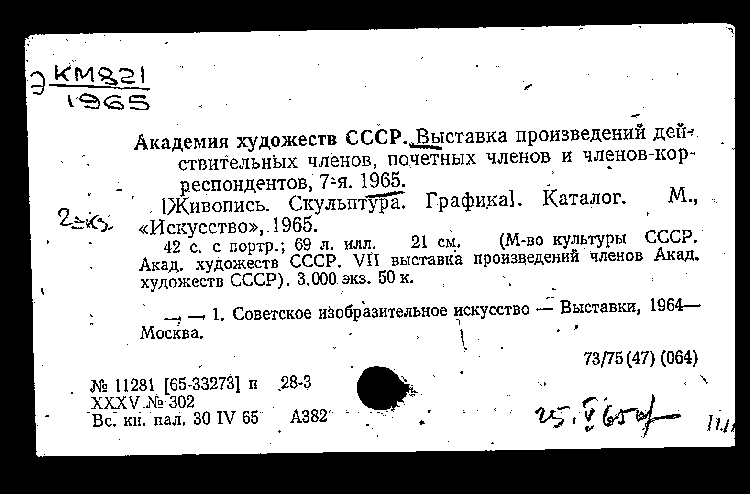 КМ821
1965
Академия художеств СССР. Выставка произведений дей-
ствительных членов, почетных членов и членов-кор-
респондентов, 7-я. 1965.
[Живопись. Скульптура. Графика]. Каталог. М.,
«Искусство», 1965.
42 с. с портр.; 69 л. илл. 21 см. (М-во культуры СССР.
Акад. художеств СССР. VII выставка произведений членов Акад.
художеств СССР). 3.000 экз. 50 к.
—, — 1. Советское изобразительное искусство — Выставки, 1964—
Москва.
73/75(47) (064)
№ 11281 [65-33273] п 28-3
XXXV № 302
Вс. кн. пал. 30 IV 65 А382
25.V 65